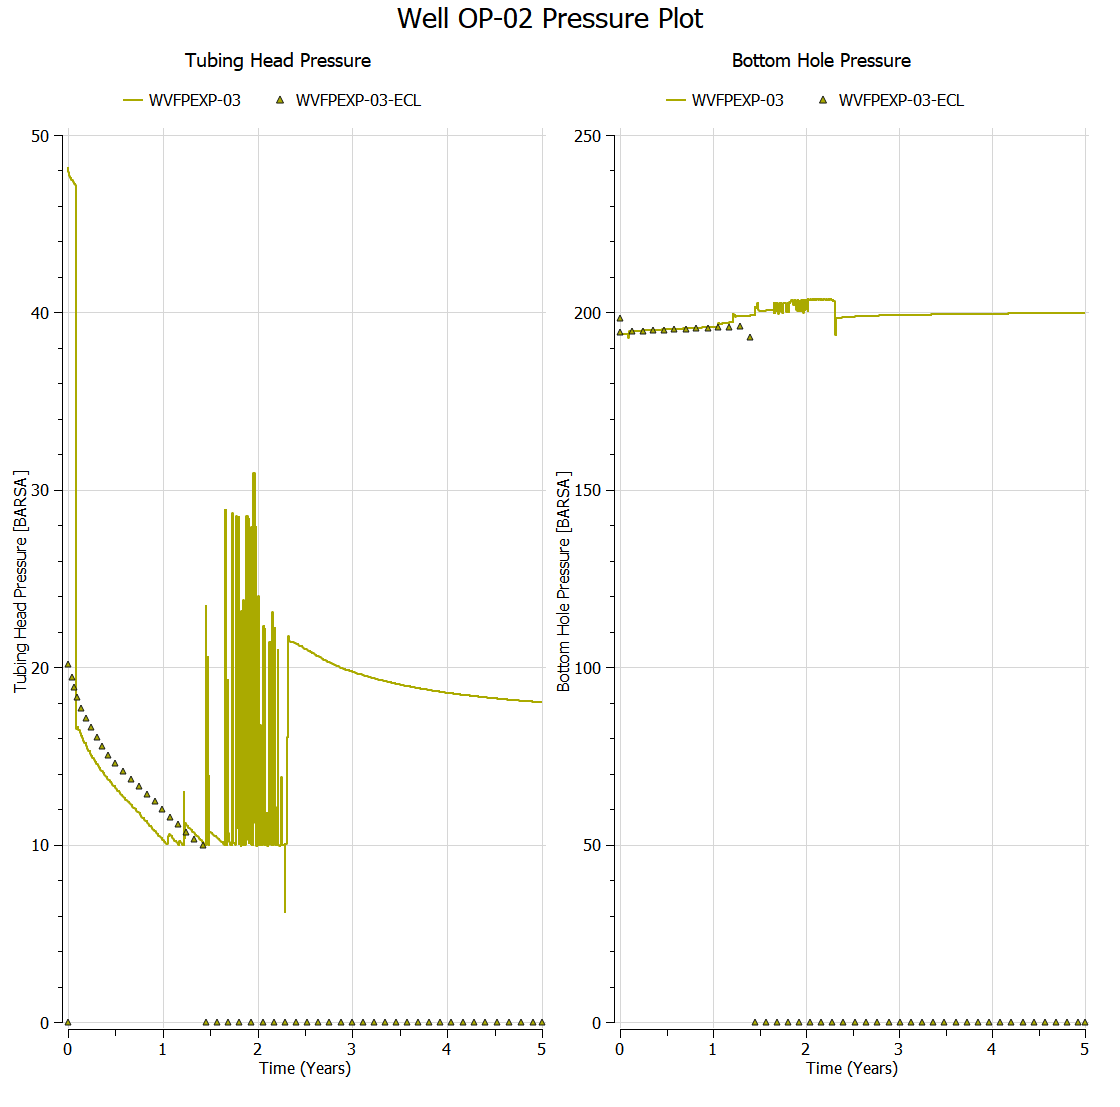 Well OP-02 Pressure Plot
Tubing Head Pressure
WVFPEXP-03
WVFPEXP-03-ECL
Tubing Head Pressure [BARSA]
50
40
30
20
10
0
0 1 2 3 4 5
Time (Years)
Bottom Hole Pressure
WVFPEXP-03
WVFPEXP-03-ECL
Bottom Hole Pressure [BARSA]
250
200
150
100
50
0
0 1 2 3 4 5
Time (Years)